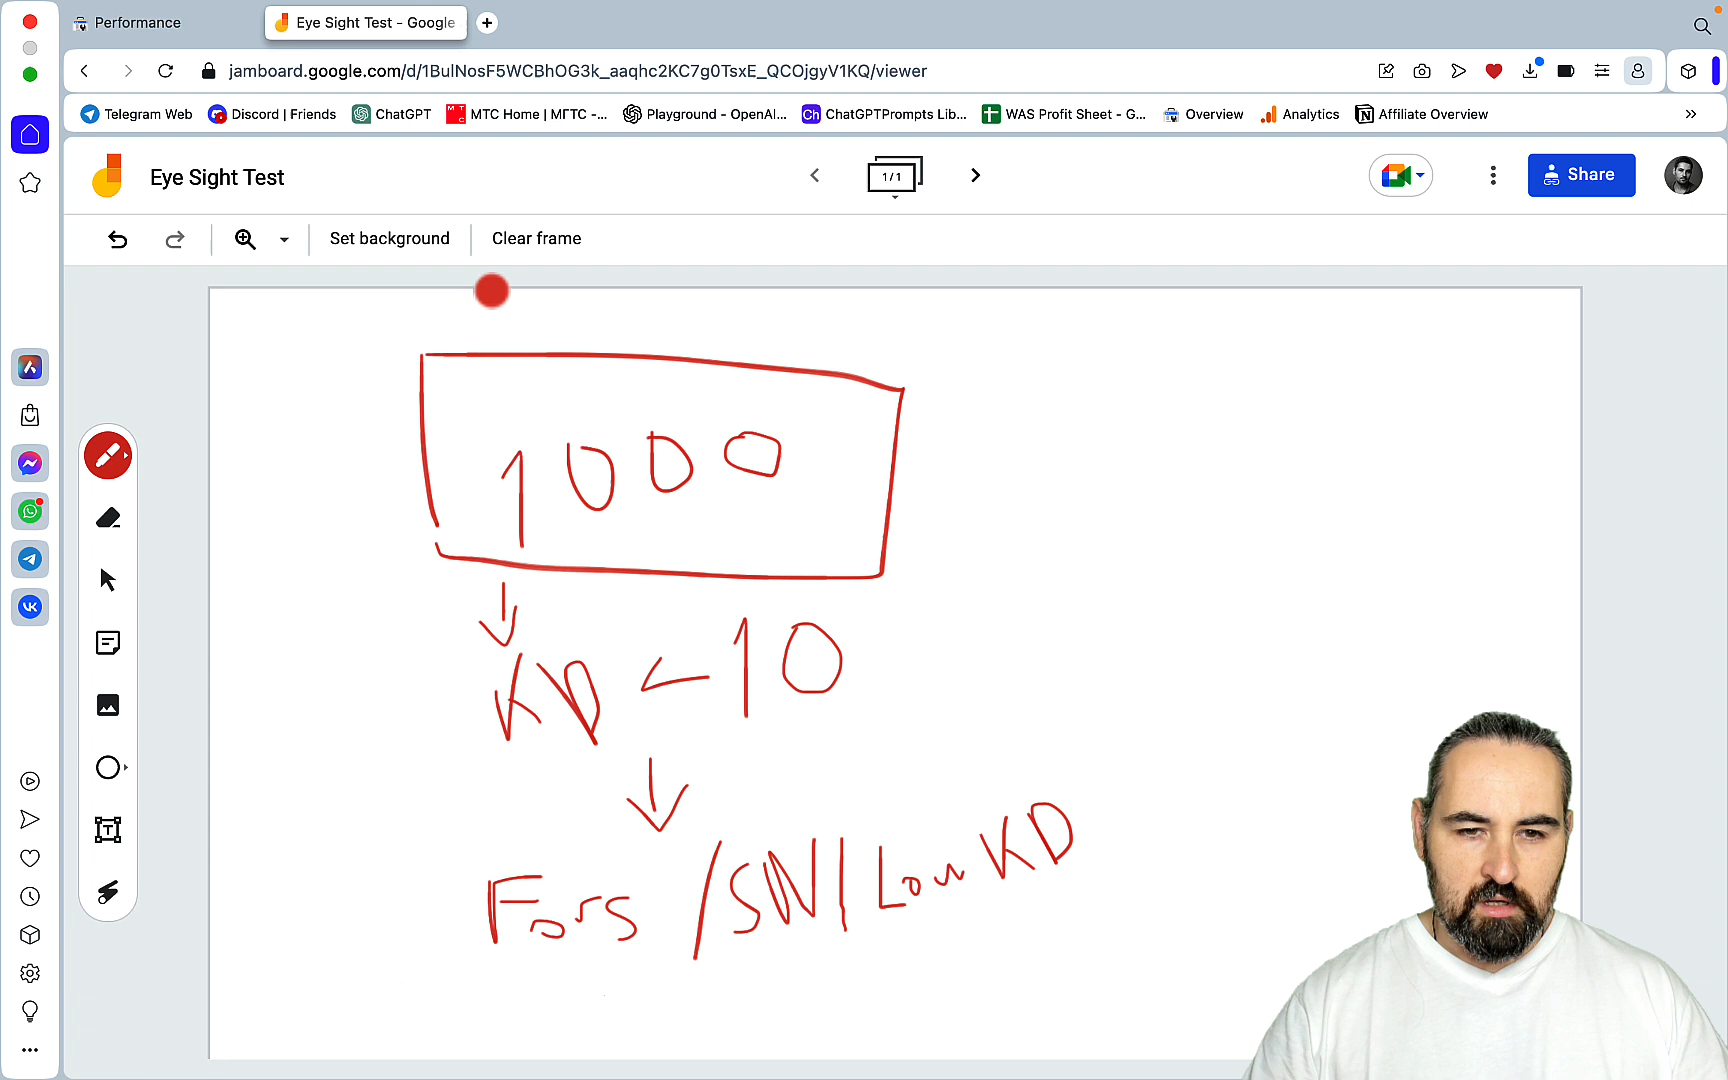 Performance
Eye Sight Test - Google
jamboard.google.com/d/1BulNosF5WCBhOG3k_aaqhc2KC7g0TsxE_QCOjgyV1KQ/viewer
Telegram Web
Discord | Friends
ChatGPT
MTC Home | МГТС -...
Playground - OpenAI...
Ch
ChatGPTPrompts Lib...
WAS Profit Sheet - G...
Overview
Analytics
Affiliate Overview
Eye Sight Test
1/1
Share
Set background
Clear frame
1000
KD ← 10
Fors /SN| Low KD